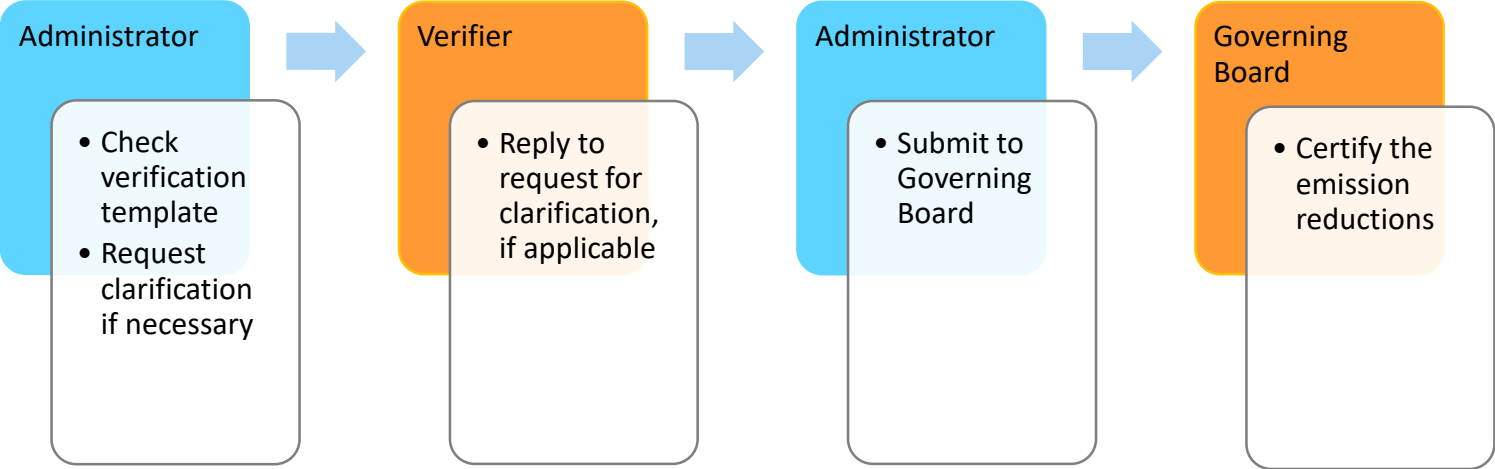 Administrator
• Check
verification
template
• Request
clarification
if necessary
Verifier
• Reply to
request for
clarification,
if applicable
Administrator
• Submit to
Governing
Board
Governing
Board
• Certify the
emission
reductions